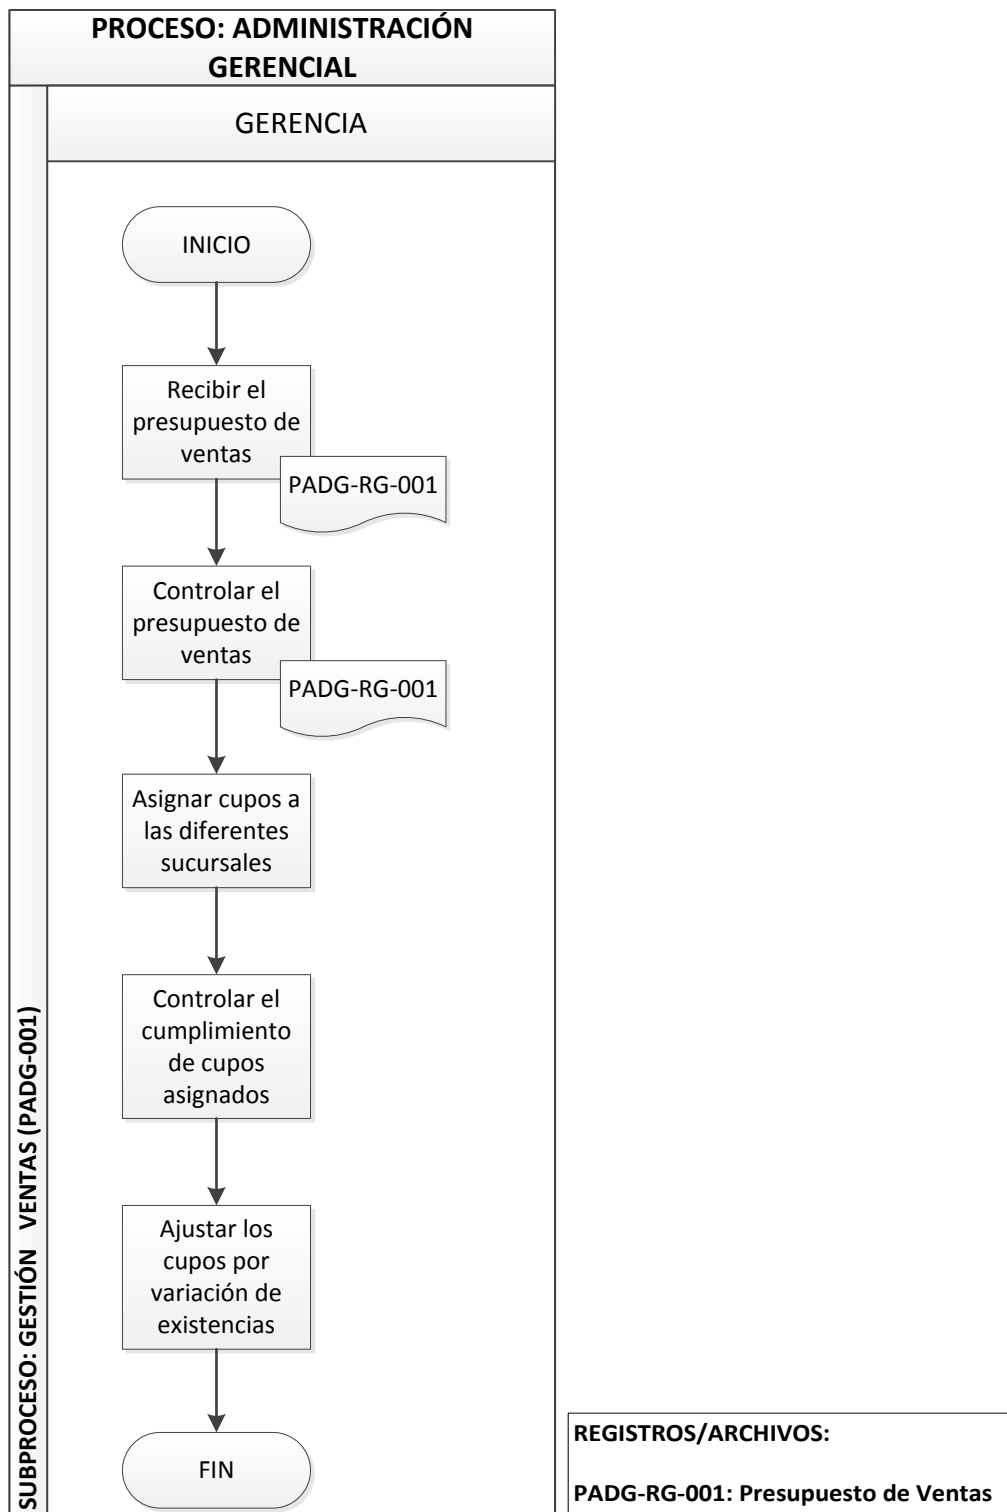 PROCESO: ADMINISTRACIÓN
GERENCIAL
GERENCIA
SUBPROCESO: GESTIÓN VENTAS (PADG-001)
INICIO
Recibir el
presupuesto de
ventas
PADG-RG-001
Controlar el
presupuesto de
ventas
PADG-RG-001
Asignar cupos a
las diferentes
sucursales
Controlar el
cumplimiento
de cupos
asignados
Ajustar los
cupos por
variación de
existencias
FIN
REGISTROS/ARCHIVOS:
PADG-RG-001: Presupuesto de Ventas